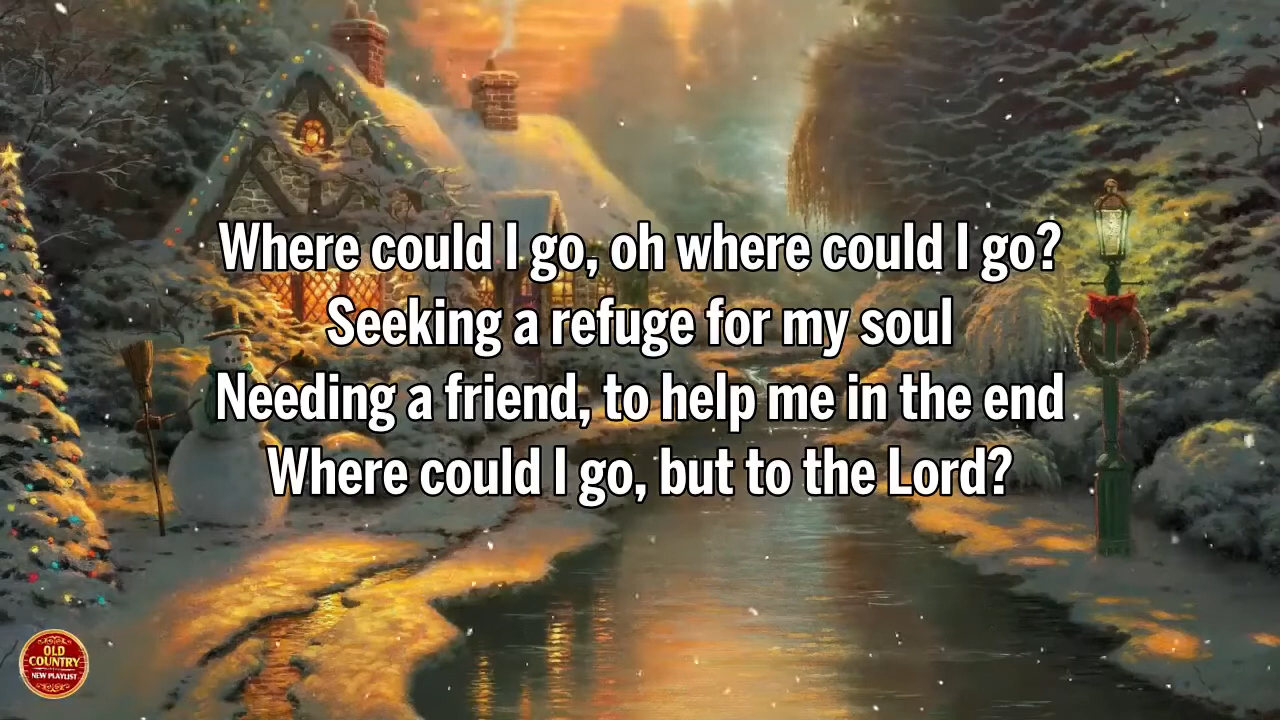 Where could I go, oh where could I go?
Seeking a refuge for my soul
Needing a friend, to help me in the end
Where could I go, but to the Lord?
OLD
COUNTRY
NEW PLAYLIST